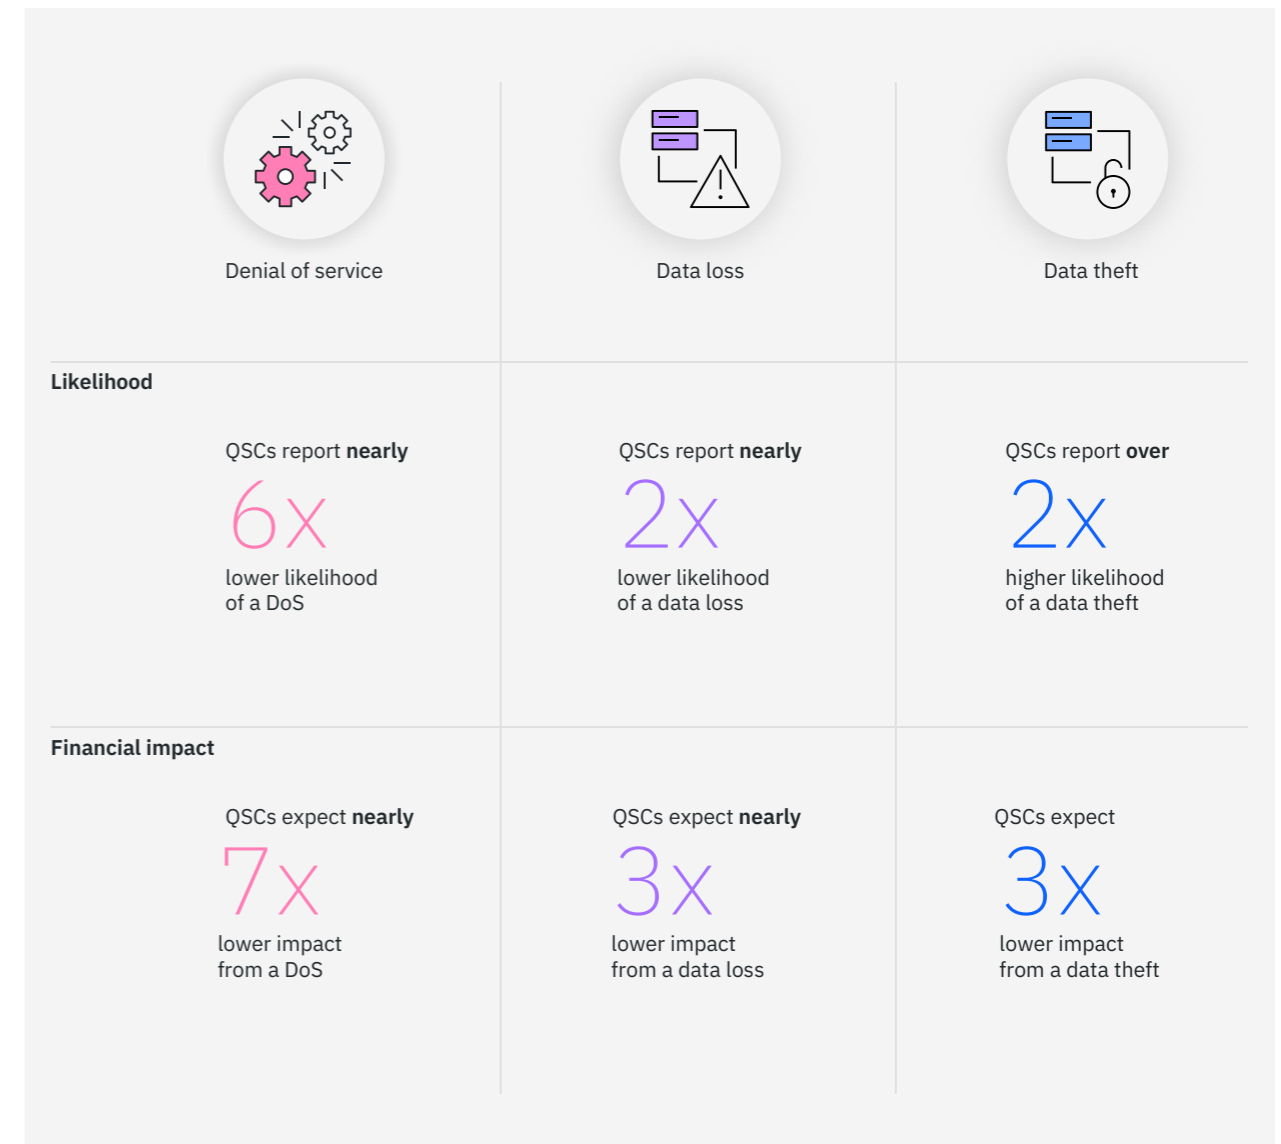 Denial of service
Data loss
Data theft
Likelihood
QSCs report nearly
6x
lower likelihood
of a DoS
QSCs report nearly
2x
lower likelihood
of a data loss
QSCs report over
2x
higher likelihood
of a data theft
Financial impact
QSCs expect nearly
7x
lower impact
from a DoS
QSCs expect nearly
3x
lower impact
from a data loss
QSCs expect
3x
lower impact
from a data theft